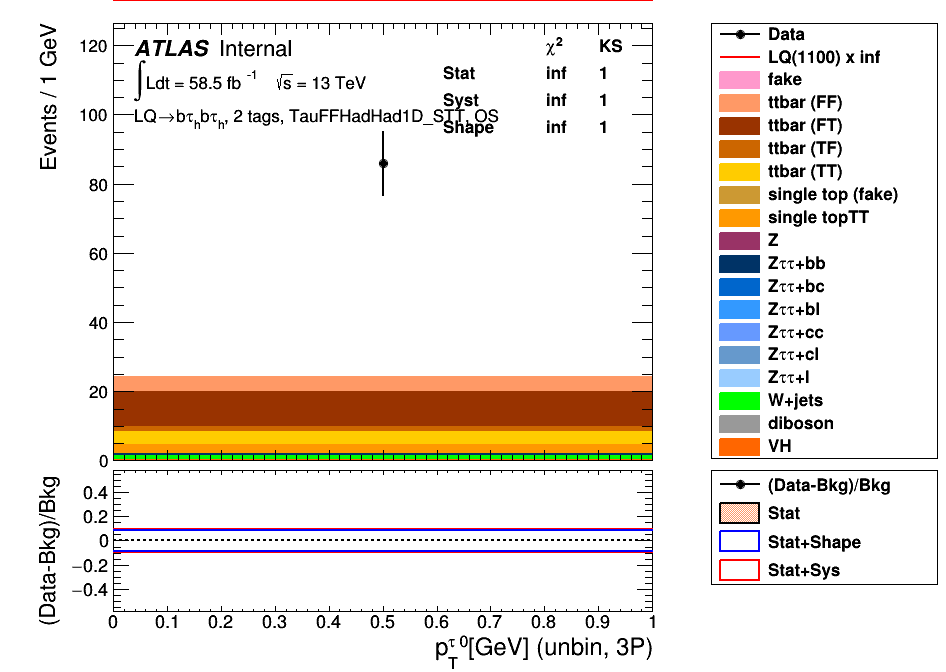 Events / 1 GeV
120
100
80
60
40
20
0
ATLAS Internal
∫Ldt = 58.5 fb⁻¹ √s = 13 TeV
LQ→bτₕbτₕ, 2 tags, TauFFHadHad1D_STT, OS
χ² KS
Stat inf 1
Syst inf 1
Shape inf 1
Data
LQ(1100) x inf
fake
ttbar (FF)
ttbar (FT)
ttbar (TF)
ttbar (TT)
single top (fake)
single topTT
Z
Zττ+bb
Zττ+bc
Zττ+bl
Zττ+cc
Zττ+cl
Zττ+l
W+jets
diboson
VH
(Data-Bkg)/Bkg
0.4
0.2
0
−0.2
−0.4
0 0.1 0.2 0.3 0.4 0.5 0.6 0.7 0.8 0.9 1
p_T^τ 0[GeV] (unbin, 3P)
(Data-Bkg)/Bkg
Stat
Stat+Shape
Stat+Sys